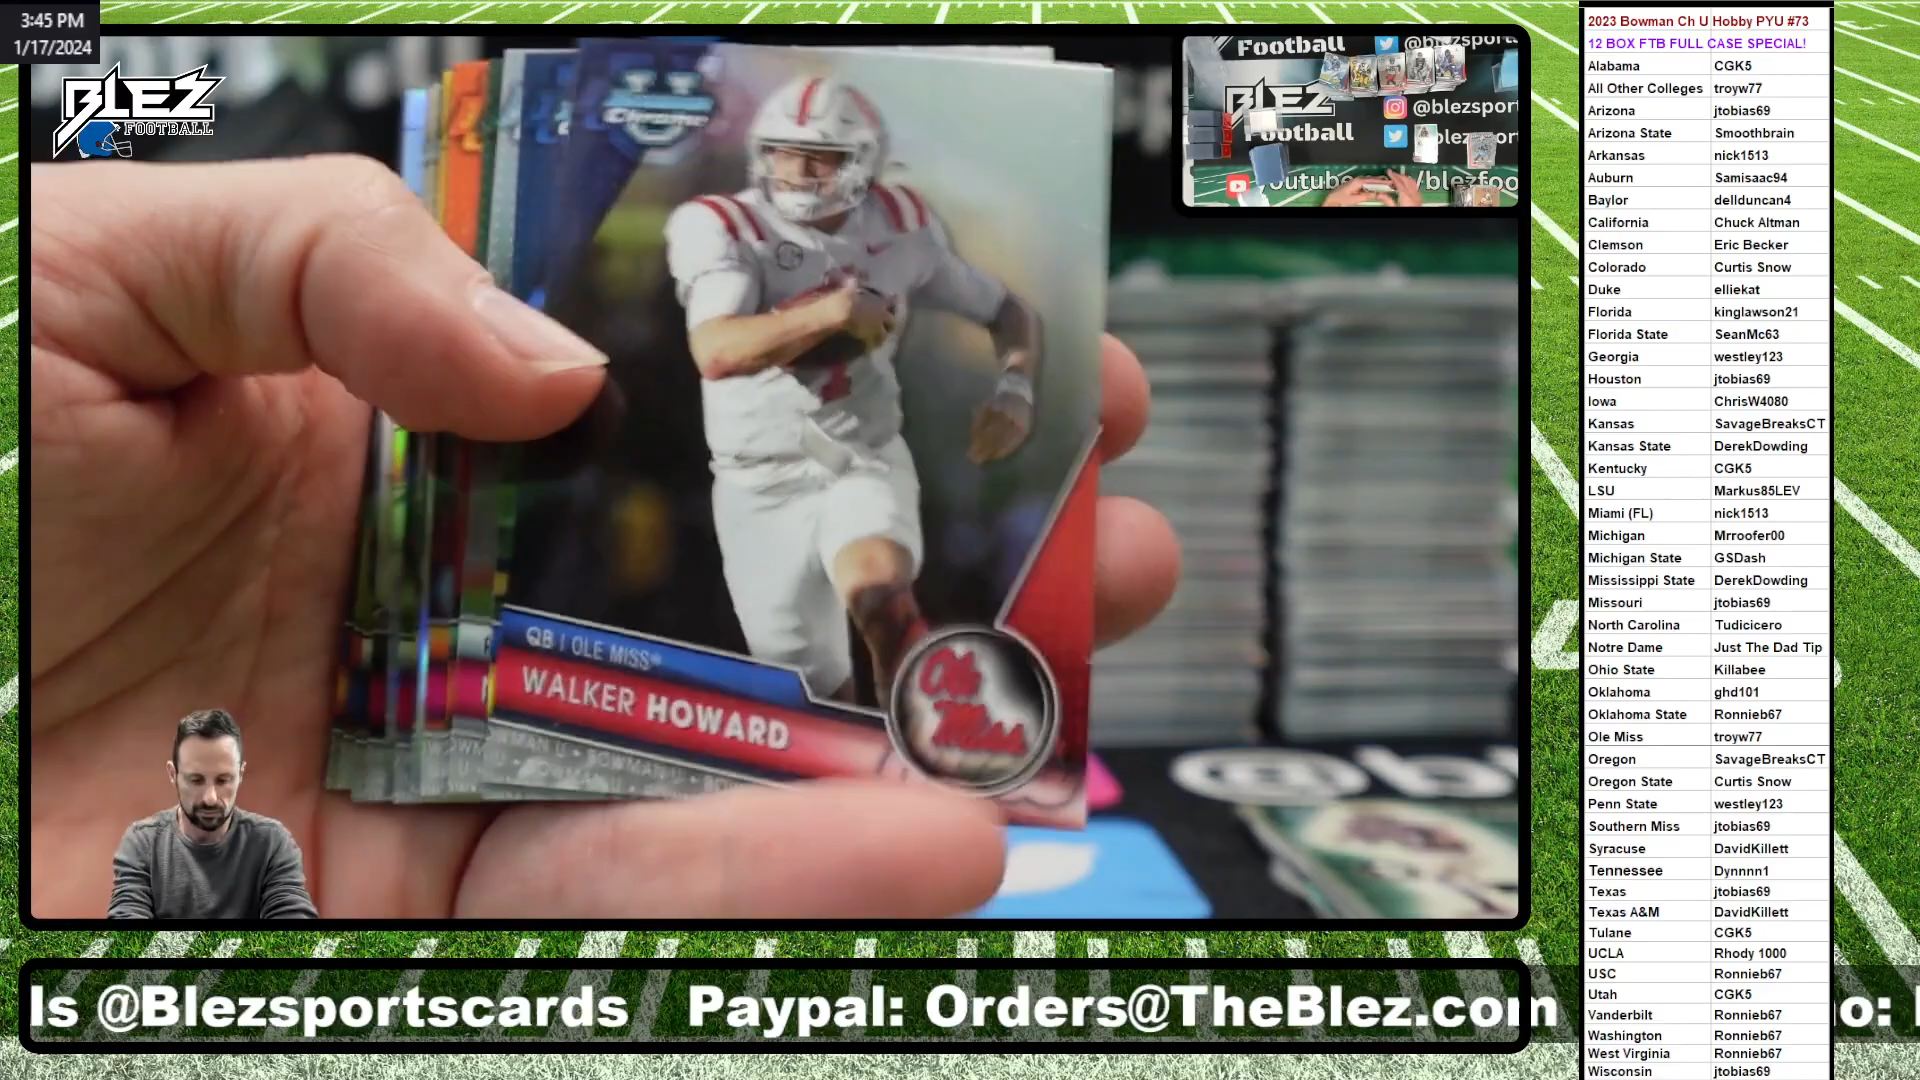 3:45 PM
1/17/2024
BLEZ
FOOTBALL
Chrome
QB | OLE MISS
WALKER HOWARD
Ole
Miss
BOWMAN U
Football
BLEZ
@blezsport
Football
youtube
/blezfoo
Is @Blezsportscards Paypal: Orders@TheBlez.com
2023 Bowman Ch U Hobby PYU #73
12 BOX FTB FULL CASE SPECIAL!
Alabama CGK5
All Other Colleges troyw77
Arizona jtobias69
Arizona State Smoothbrain
Arkansas nick1513
Auburn Samisaac94
Baylor dellduncan4
California Chuck Altman
Clemson Eric Becker
Colorado Curtis Snow
Duke elliekat
Florida kinglawson21
Florida State SeanMc63
Georgia westley123
Houston jtobias69
Iowa ChrisW4080
Kansas SavageBreaksCT
Kansas State DerekDowding
Kentucky CGK5
LSU Markus85LEV
Miami (FL) nick1513
Michigan Mrroofer00
Michigan State GSDash
Mississippi State DerekDowding
Missouri jtobias69
North Carolina Tudicicero
Notre Dame Just The Dad Tip
Ohio State Killabee
Oklahoma ghd101
Oklahoma State Ronnieb67
Ole Miss troyw77
Oregon SavageBreaksCT
Oregon State Curtis Snow
Penn State westley123
Southern Miss jtobias69
Syracuse DavidKillett
Tennessee Dynnnn1
Texas jtobias69
Texas A&M DavidKillett
Tulane CGK5
UCLA Rhody 1000
USC Ronnieb67
Utah CGK5
Vanderbilt Ronnieb67
Washington Ronnieb67
West Virginia Ronnieb67
Wisconsin jtobias69